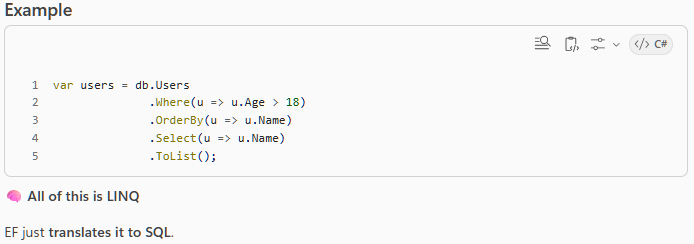 Example
</> C#
1 var users = db.Users
2 .Where(u => u.Age > 18)
3 .OrderBy(u => u.Name)
4 .Select(u => u.Name)
5 .ToList();
🧠 All of this is LINQ
EF just translates it to SQL.